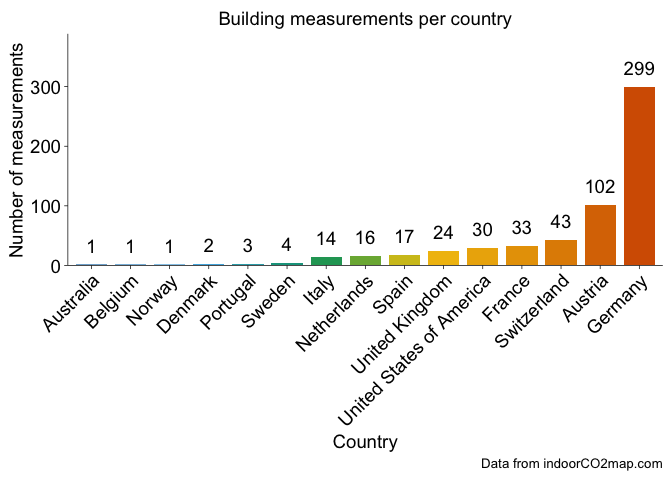 Building measurements per country
Number of measurements
300
200
100
0
1
1
1
2
3
4
14
16
17
24
30
33
43
102
299
Australia
Belgium
Norway
Denmark
Portugal
Sweden
Italy
Netherlands
Spain
United Kingdom
United States of America
France
Switzerland
Austria
Germany
Country
Data from indoorCO2map.com